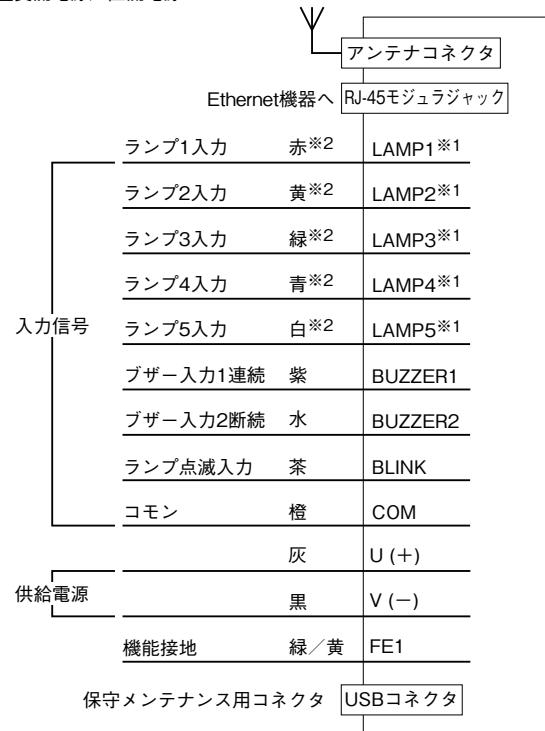 アンテナコネクタ
Ethernet機器へ RJ-45モジュラジャック
ランプ1入力 赤※2 LAMP1※1
ランプ2入力 黄※2 LAMP2※1
ランプ3入力 緑※2 LAMP3※1
ランプ4入力 青※2 LAMP4※1
入力信号 ランプ5入力 白※2 LAMP5※1
ブザー入力1連続 紫 BUZZER1
ブザー入力2断続 水 BUZZER2
ランプ点滅入力 茶 BLINK
コモン 橙 COM
灰 U (+)
供給電源
黒 V (-)
機能接地 緑/黄 FE1
保守メンテナンス用コネクタ USBコネクタ